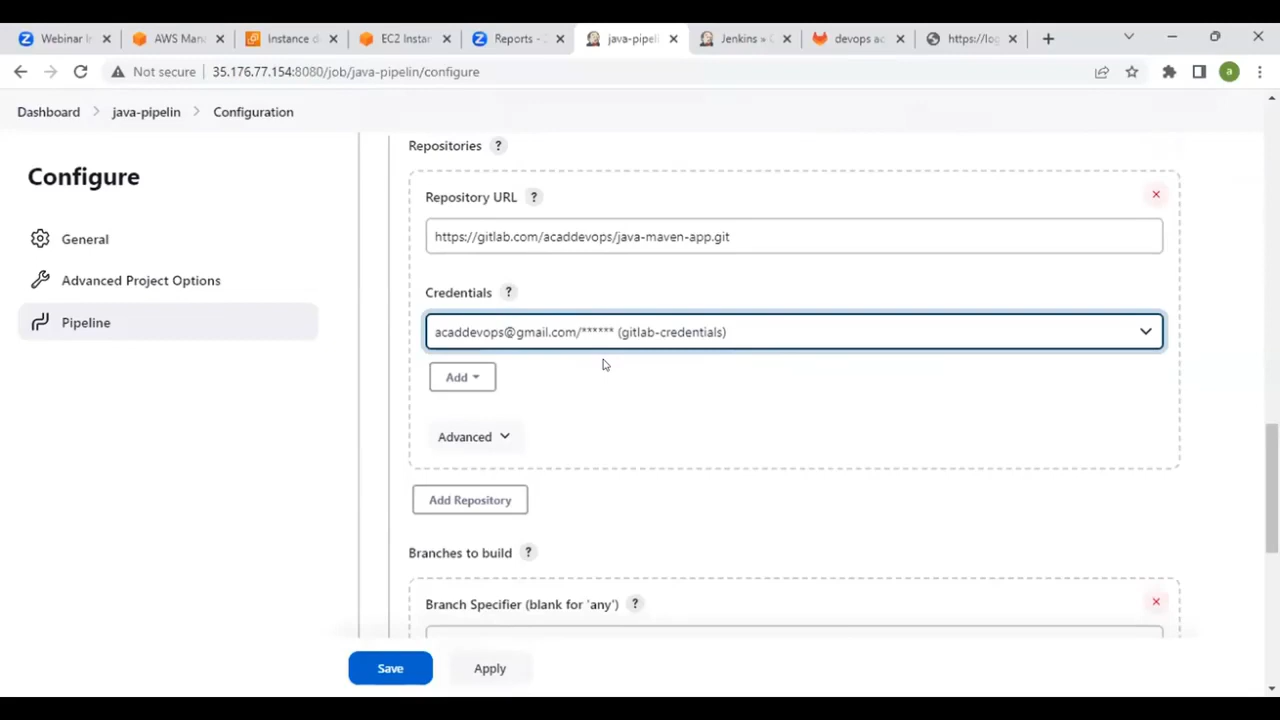 Webinar I
AWS Man
Instance d
EC2 Instan
Reports -
java-pipeli
Jenkins » C
devops ac
https://log
Not secure
35.176.77.154:8080/job/java-pipelin/configure
a
Dashboard
java-pipelin
Configuration
Configure
General
Advanced Project Options
Pipeline
Repositories ?
Repository URL ?
https://gitlab.com/acaddevops/java-maven-app.git
Credentials ?
acaddevops@gmail.com/****** (gitlab-credentials)
Add
Advanced
Add Repository
Branches to build ?
Branch Specifier (blank for 'any') ?
Save
Apply